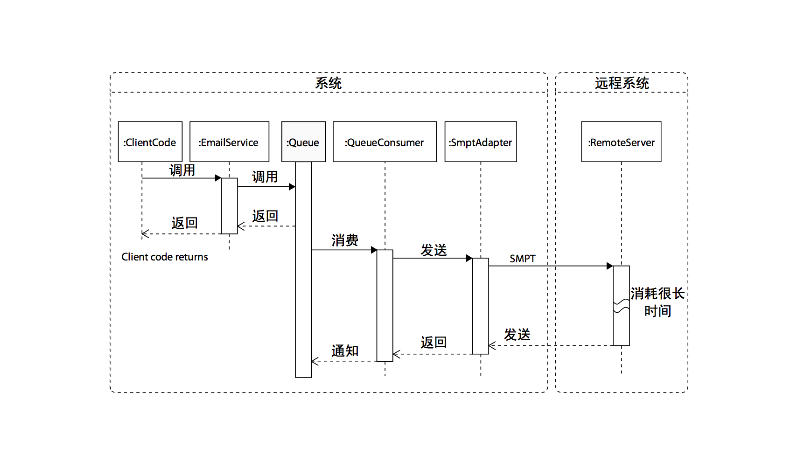 系统
远程系统
:ClientCode
:EmailService
:Queue
:QueueConsumer
:SmptAdapter
:RemoteServer
调用
调用
返回
返回
Client code returns
消费
发送
SMPT
消耗很长
时间
发送
返回
通知